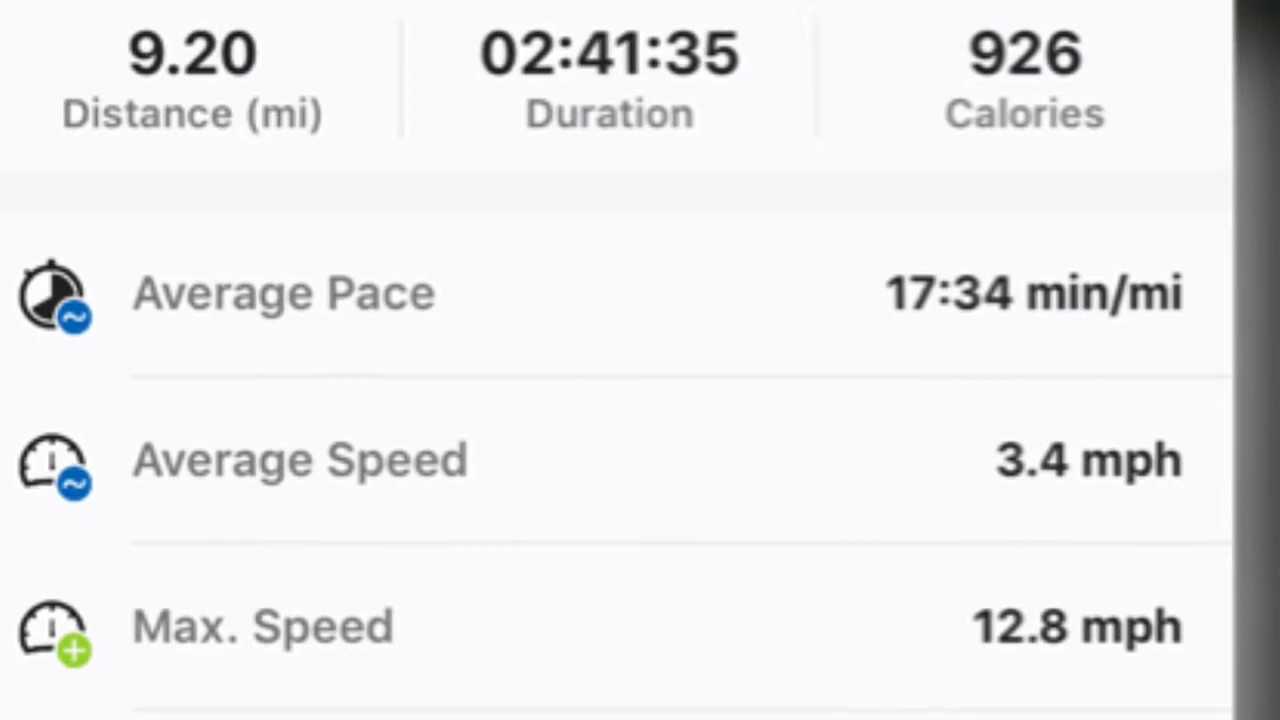 9.20 02:41:35 926
Distance (mi) Duration Calories
Average Pace 17:34 min/mi
Average Speed 3.4 mph
Max. Speed 12.8 mph